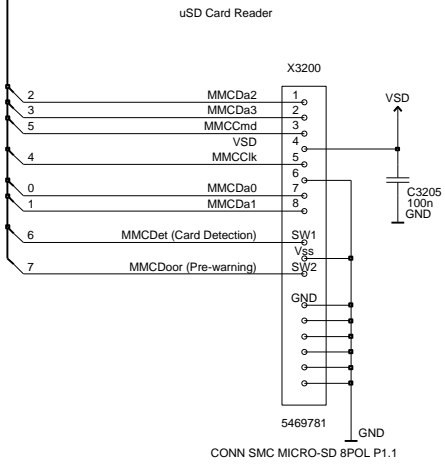 uSD Card Reader
X3200
2 MMCDa2 1
3 MMCDa3 2
5 MMCCmd 3
VSD 4
4 MMCClk 5
6
0 MMCDa0 7
1 MMCDa1 8
6 MMCDet (Card Detection) SW1
Vss
7 MMCDoor (Pre-warning) SW2
GND
VSD
C3205
100n
GND
5469781
GND
CONN SMC MICRO-SD 8POL P1.1